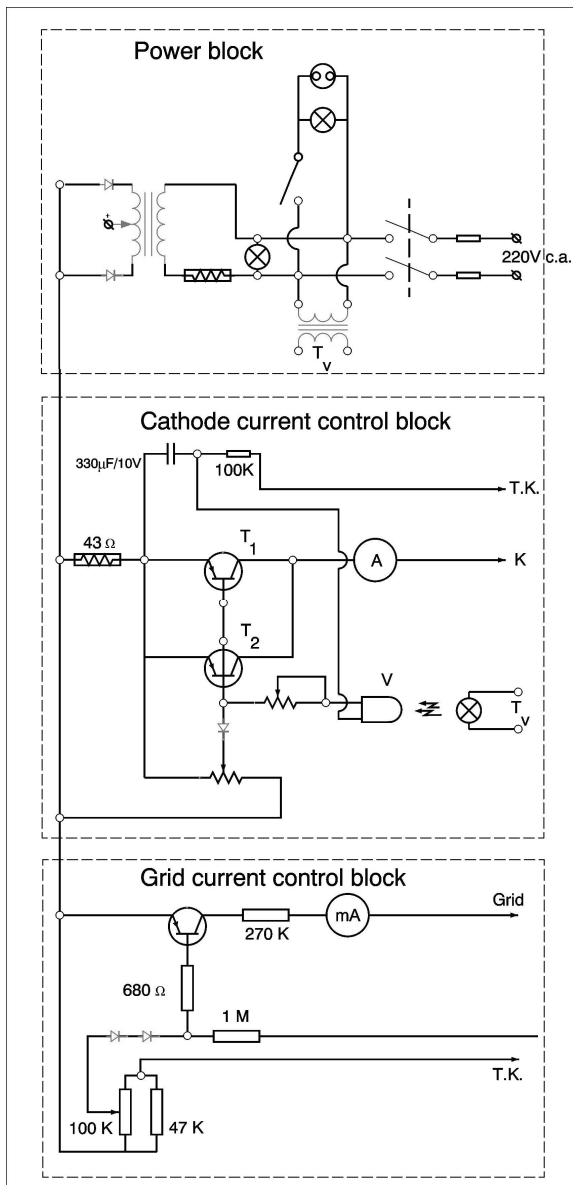 Power block
+
220V c.a.
T
v
Cathode current control block
330µF/10V
100K
T.K.
43 Ω
T
1
A
K
T
2
V
T
v
Grid current control block
Grid
mA
270 K
680 Ω
1 M
T.K.
100 K
47 K